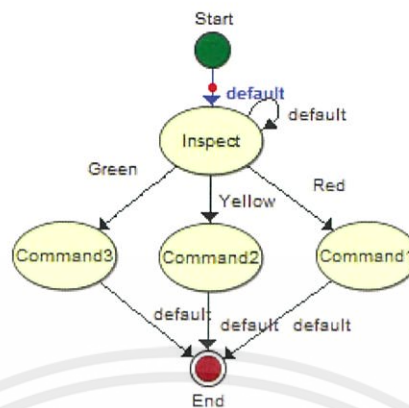 Start
default
default
Inspect
Green
Yellow
Red
Command3
Command2
Command1
default
default
default
End